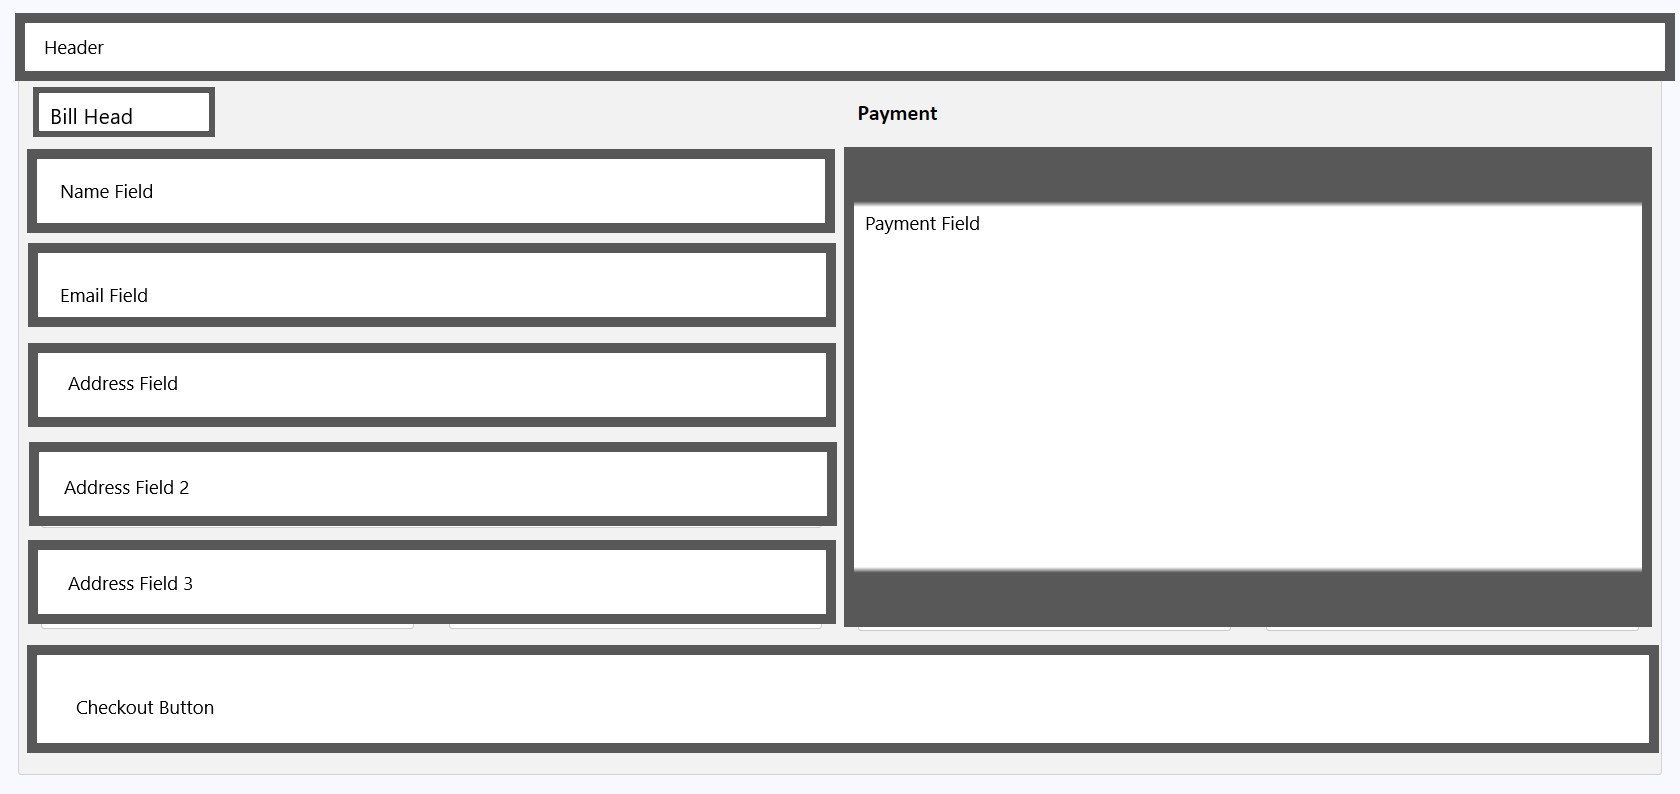 Header
Bill Head
Name Field
Email Field
Address Field
Address Field 2
Address Field 3
Payment
Payment Field
Checkout Button